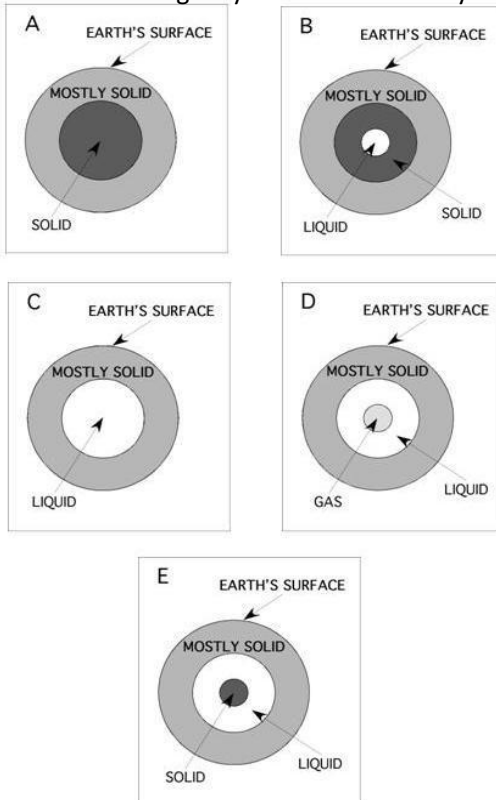 A
EARTH'S SURFACE
MOSTLY SOLID
SOLID
B
EARTH'S SURFACE
MOSTLY SOLID
LIQUID
SOLID
C
EARTH'S SURFACE
MOSTLY SOLID
LIQUID
D
EARTH'S SURFACE
MOSTLY SOLID
GAS
LIQUID
E
EARTH'S SURFACE
MOSTLY SOLID
SOLID
LIQUID